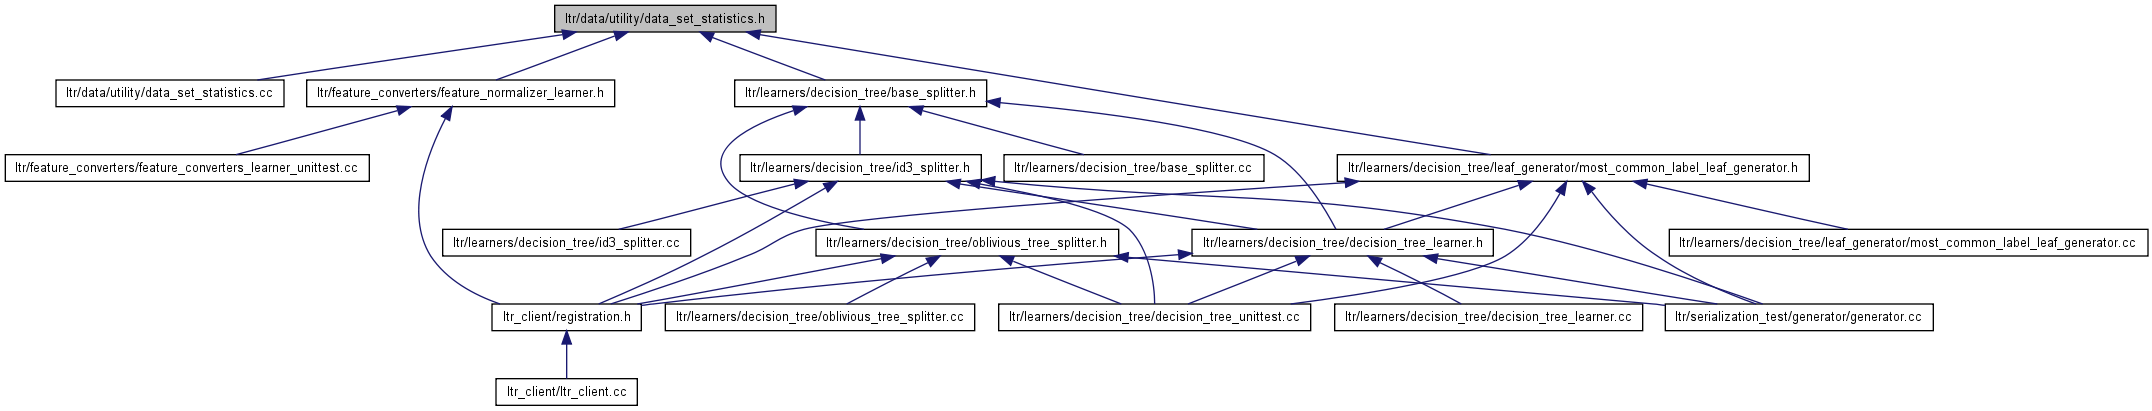 ltr/data/utility/data_set_statistics.h
ltr/data/utility/data_set_statistics.cc
ltr/feature_converters/feature_normalizer_learner.h
ltr/learners/decision_tree/base_splitter.h
ltr/feature_converters/feature_converters_learner_unittest.cc
ltr/learners/decision_tree/id3_splitter.h
ltr/learners/decision_tree/base_splitter.cc
ltr/learners/decision_tree/leaf_generator/most_common_label_leaf_generator.h
ltr/learners/decision_tree/id3_splitter.cc
ltr/learners/decision_tree/oblivious_tree_splitter.h
ltr/learners/decision_tree/decision_tree_learner.h
ltr/learners/decision_tree/leaf_generator/most_common_label_leaf_generator.cc
ltr_client/registration.h
ltr/learners/decision_tree/oblivious_tree_splitter.cc
ltr/learners/decision_tree/decision_tree_unittest.cc
ltr/learners/decision_tree/decision_tree_learner.cc
ltr/serialization_test/generator/generator.cc
ltr_client/ltr_client.cc